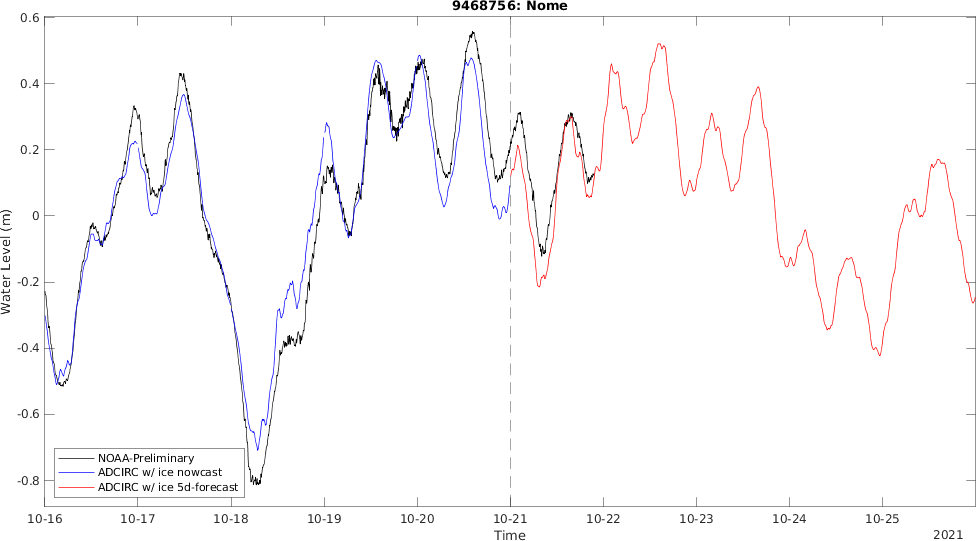 9468756: Nome
0.6
0.4
0.2
0
-0.2
-0.4
-0.6
-0.8
Water Level (m)
NOAA-Preliminary
ADCIRC w/ ice nowcast
ADCIRC w/ ice 5d-forecast
10-16 10-17 10-18 10-19 10-20 10-21 10-22 10-23 10-24 10-25
Time
2021